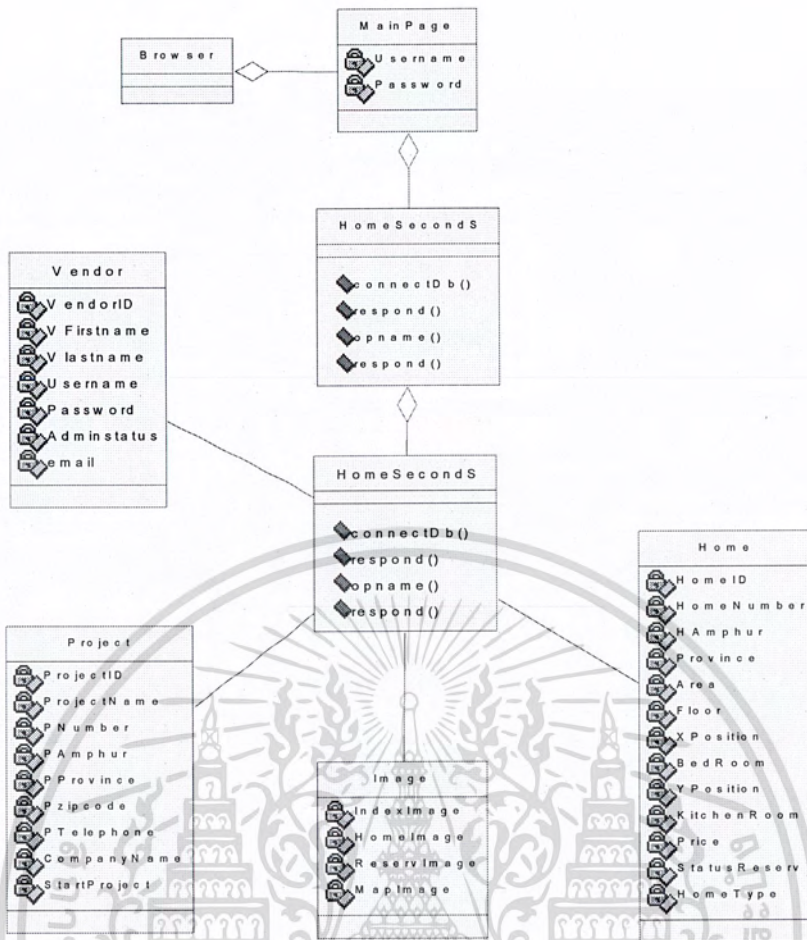 MainPage
Username
Password
Browser
HomeSecondS
connectDb()
respond()
opname()
respond()
Vendor
VendorID
VFirstname
Vlastname
Username
Password
Adminstatus
email
HomeSecondS
connectDb()
respond()
opname()
respond()
Home
HomeID
HomeNumber
HAmphur
Province
Area
Floor
XPosition
BedRoom
YPosition
KitchenRoom
Price
StatusReserv
HomeType
Project
ProjectID
ProjectName
PNumber
PAmphur
PProvince
Pzipcode
PTelephone
CompanyName
StartProject
Image
IndexImage
HomeImage
ReservImage
MapImage